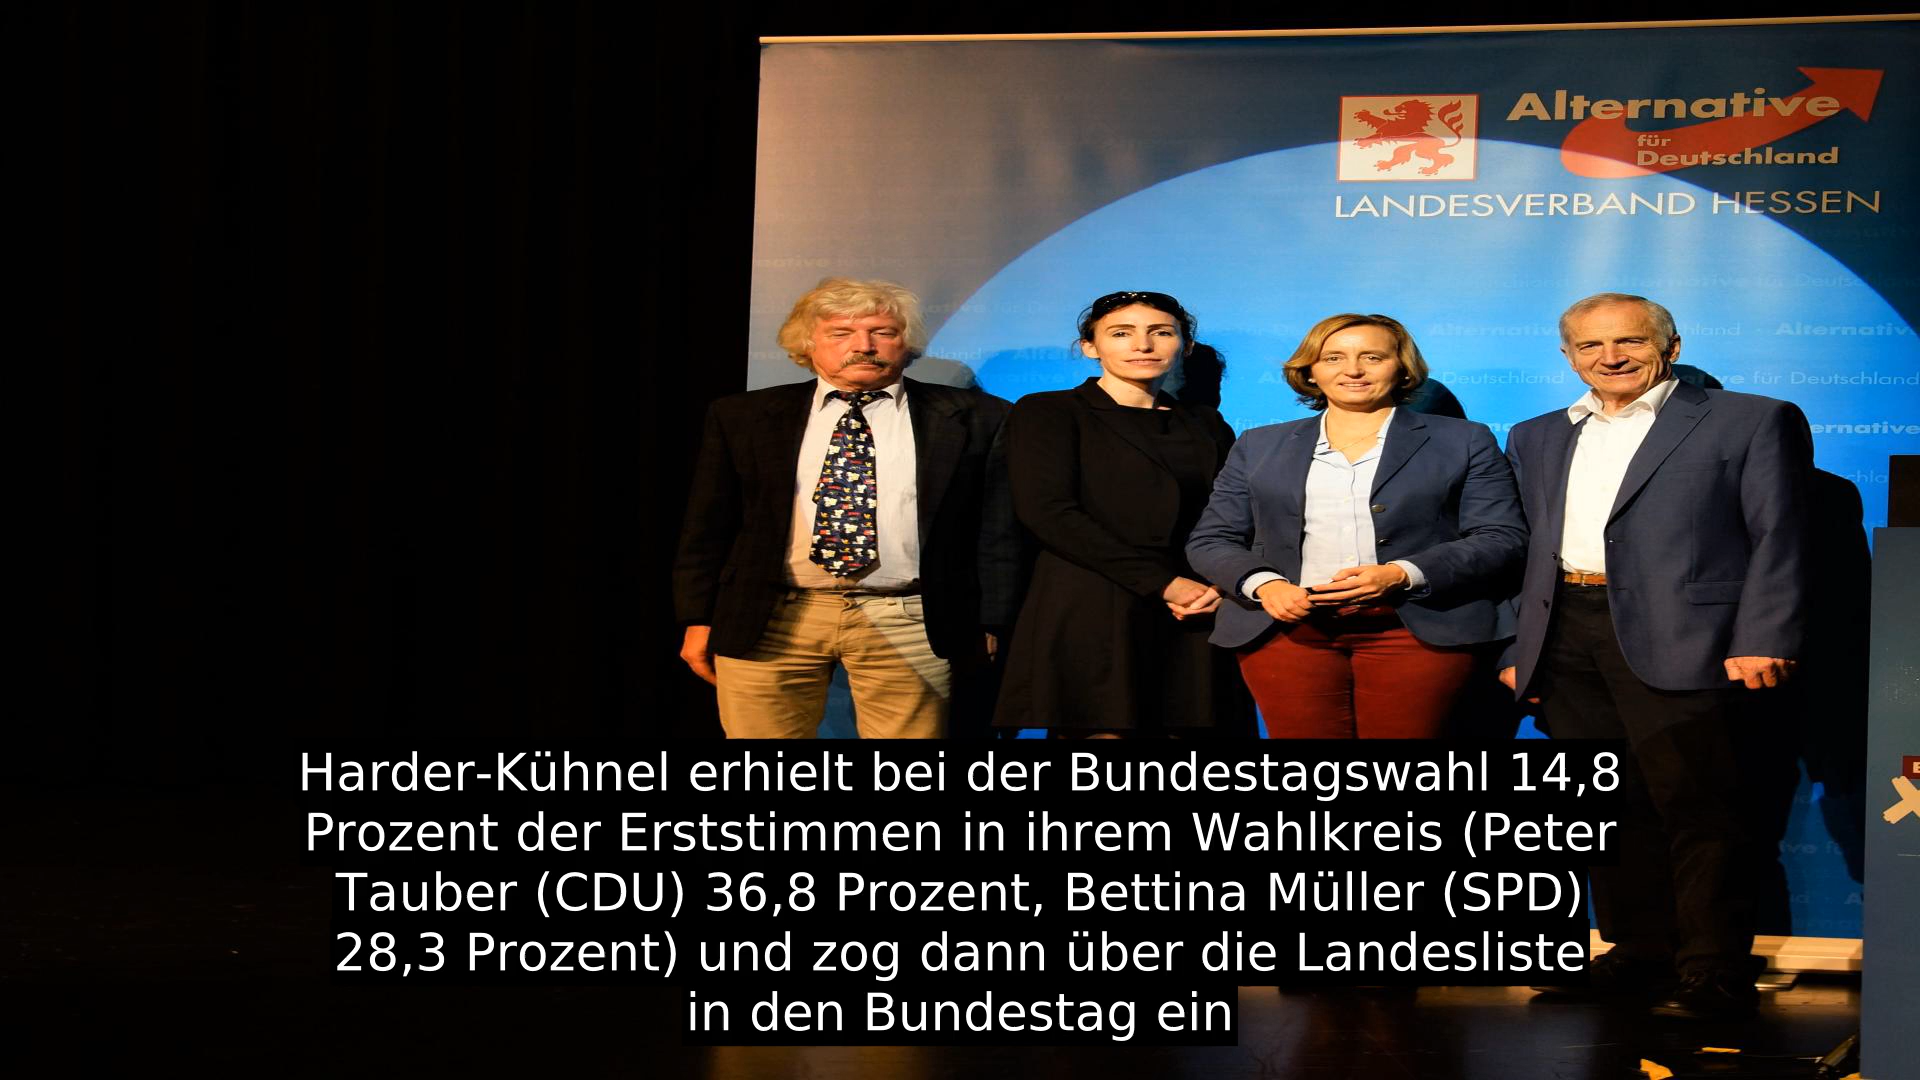 Alternative
für
Deutschland
LANDESVERBAND HESSEN
Harder-Kühnel erhielt bei der Bundestagswahl 14,8
Prozent der Erststimmen in ihrem Wahlkreis (Peter
Tauber (CDU) 36,8 Prozent, Bettina Müller (SPD)
28,3 Prozent) und zog dann über die Landesliste
in den Bundestag ein